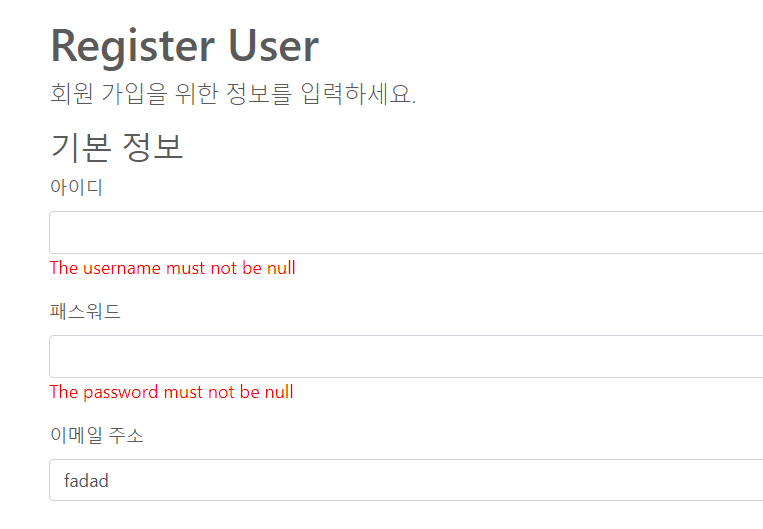 Register User
회원 가입을 위한 정보를 입력하세요.
기본 정보
아이디
The username must not be null
패스워드
The password must not be null
이메일 주소
fadad